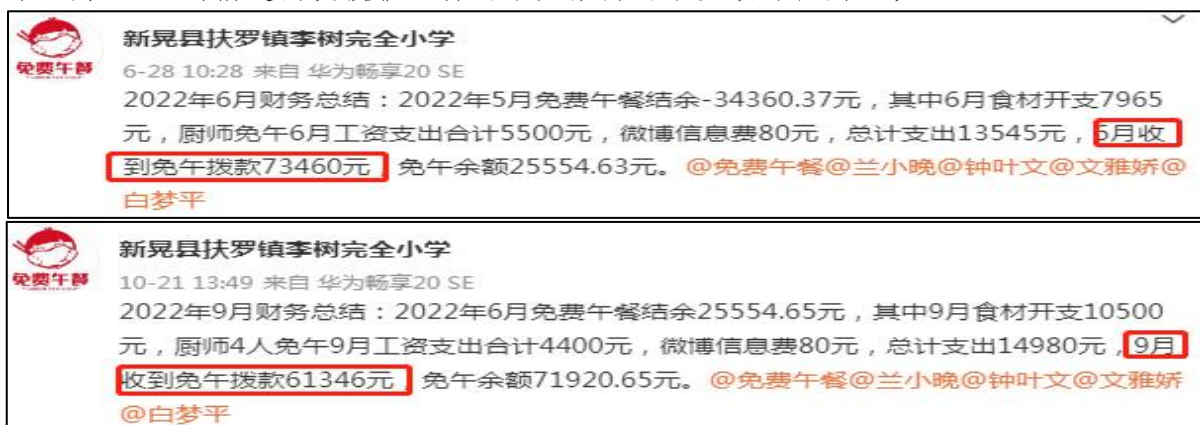 新晃县扶罗镇李树完全小学
免费午餐
6-28 10:28 来自 华为畅享20 SE
2022年6月财务总结：2022年5月免费午餐结余-34360.37元，其中6月食材开支7965
元，厨师免午6月工资支出合计5500元，微博信息费80元，总计支出13545元，6月收
到免午拨款73460元，免午余额25554.63元。@免费午餐@兰小晚@钟叶文@文雅娇@
白梦平
新晃县扶罗镇李树完全小学
免费午餐
10-21 13:49 来自 华为畅享20 SE
2022年9月财务总结：2022年6月免费午餐结余25554.65元，其中9月食材开支10500
元，厨师4人免午9月工资支出合计4400元，微博信息费80元，总计支出14980元，9月
收到免午拨款61346元，免午余额71920.65元。@免费午餐@兰小晚@钟叶文@文雅娇
@白梦平